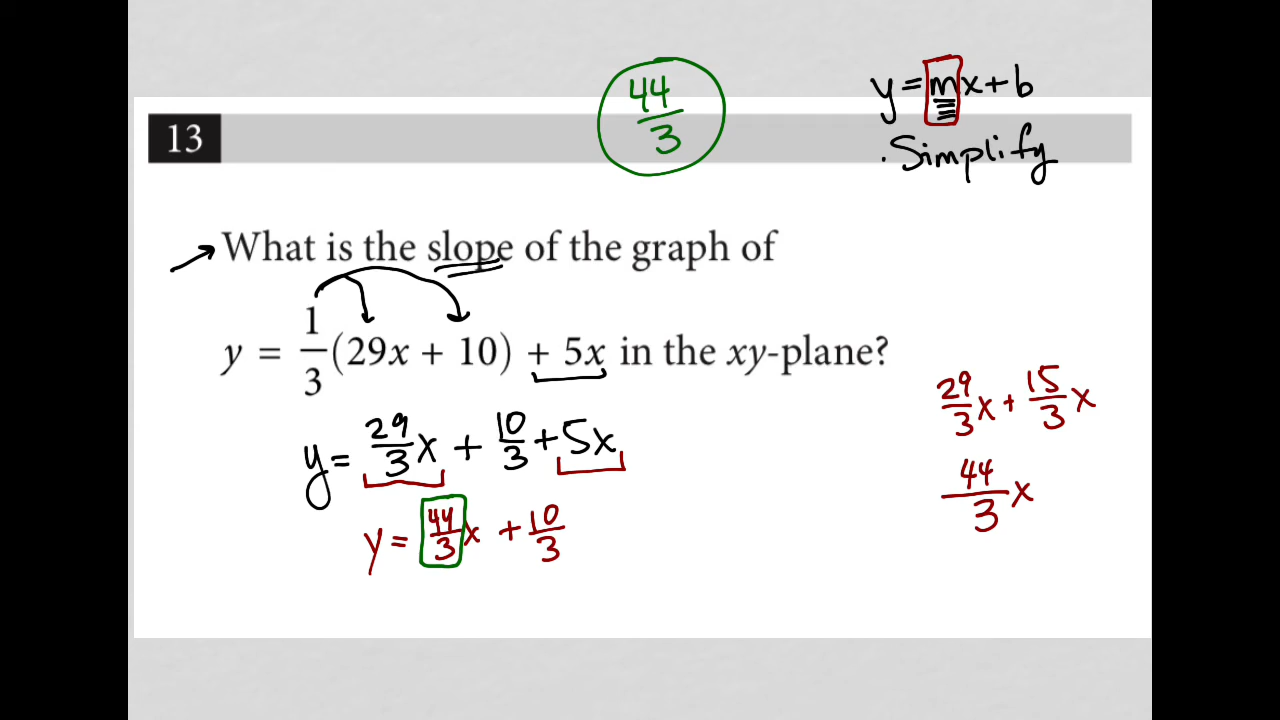 44/3
y = mx + b
. Simplify
13
What is the slope of the graph of
y = 1/3(29x + 10) + 5x in the xy-plane?
y = 29/3x + 10/3 + 5x
y = 44/3x + 10/3
29/3x + 15/3x
44/3x